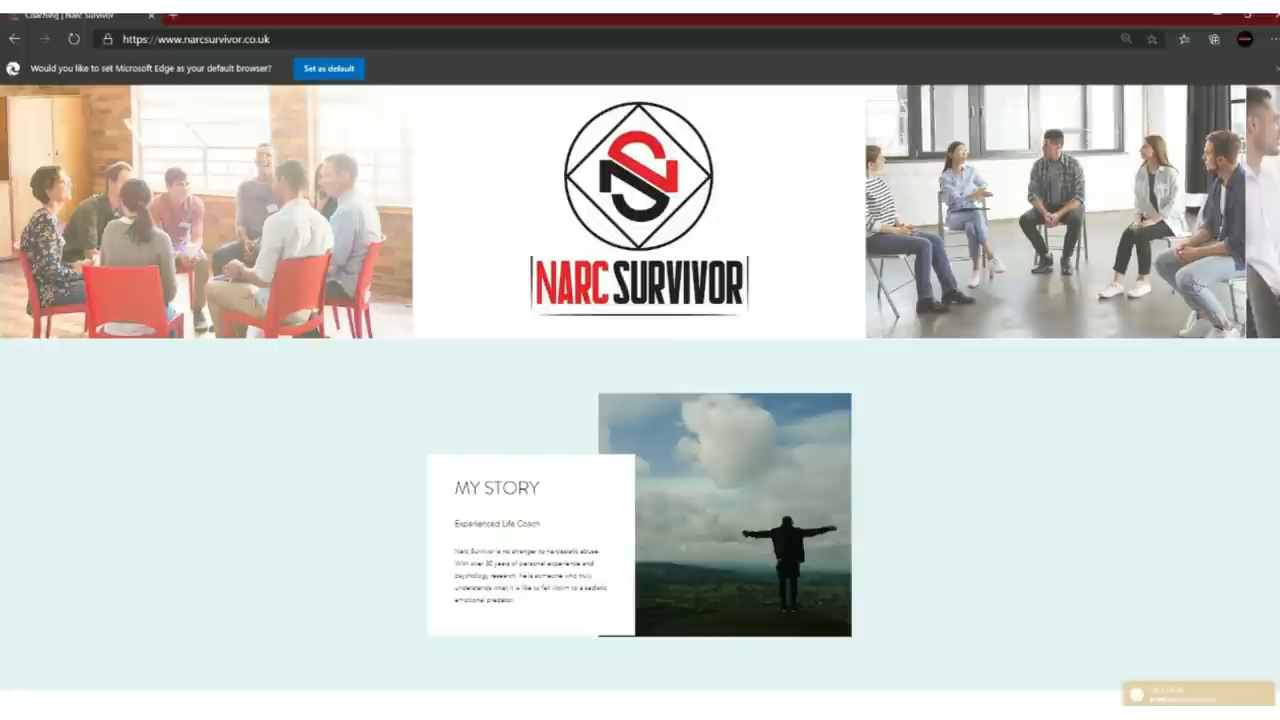 Coaching | Narc Survivor
https://www.narcsurvivor.co.uk
Would you like to set Microsoft Edge as your default browser?
Set as default
NARC SURVIVOR
MY STORY
Experienced Life Coach
Narc Survivor is no stranger to narcissistic abuse.
With over 30 years of personal experience and
psychology research, he is someone who truly
understands what it is like to fall victim to a sadistic
emotional predator.